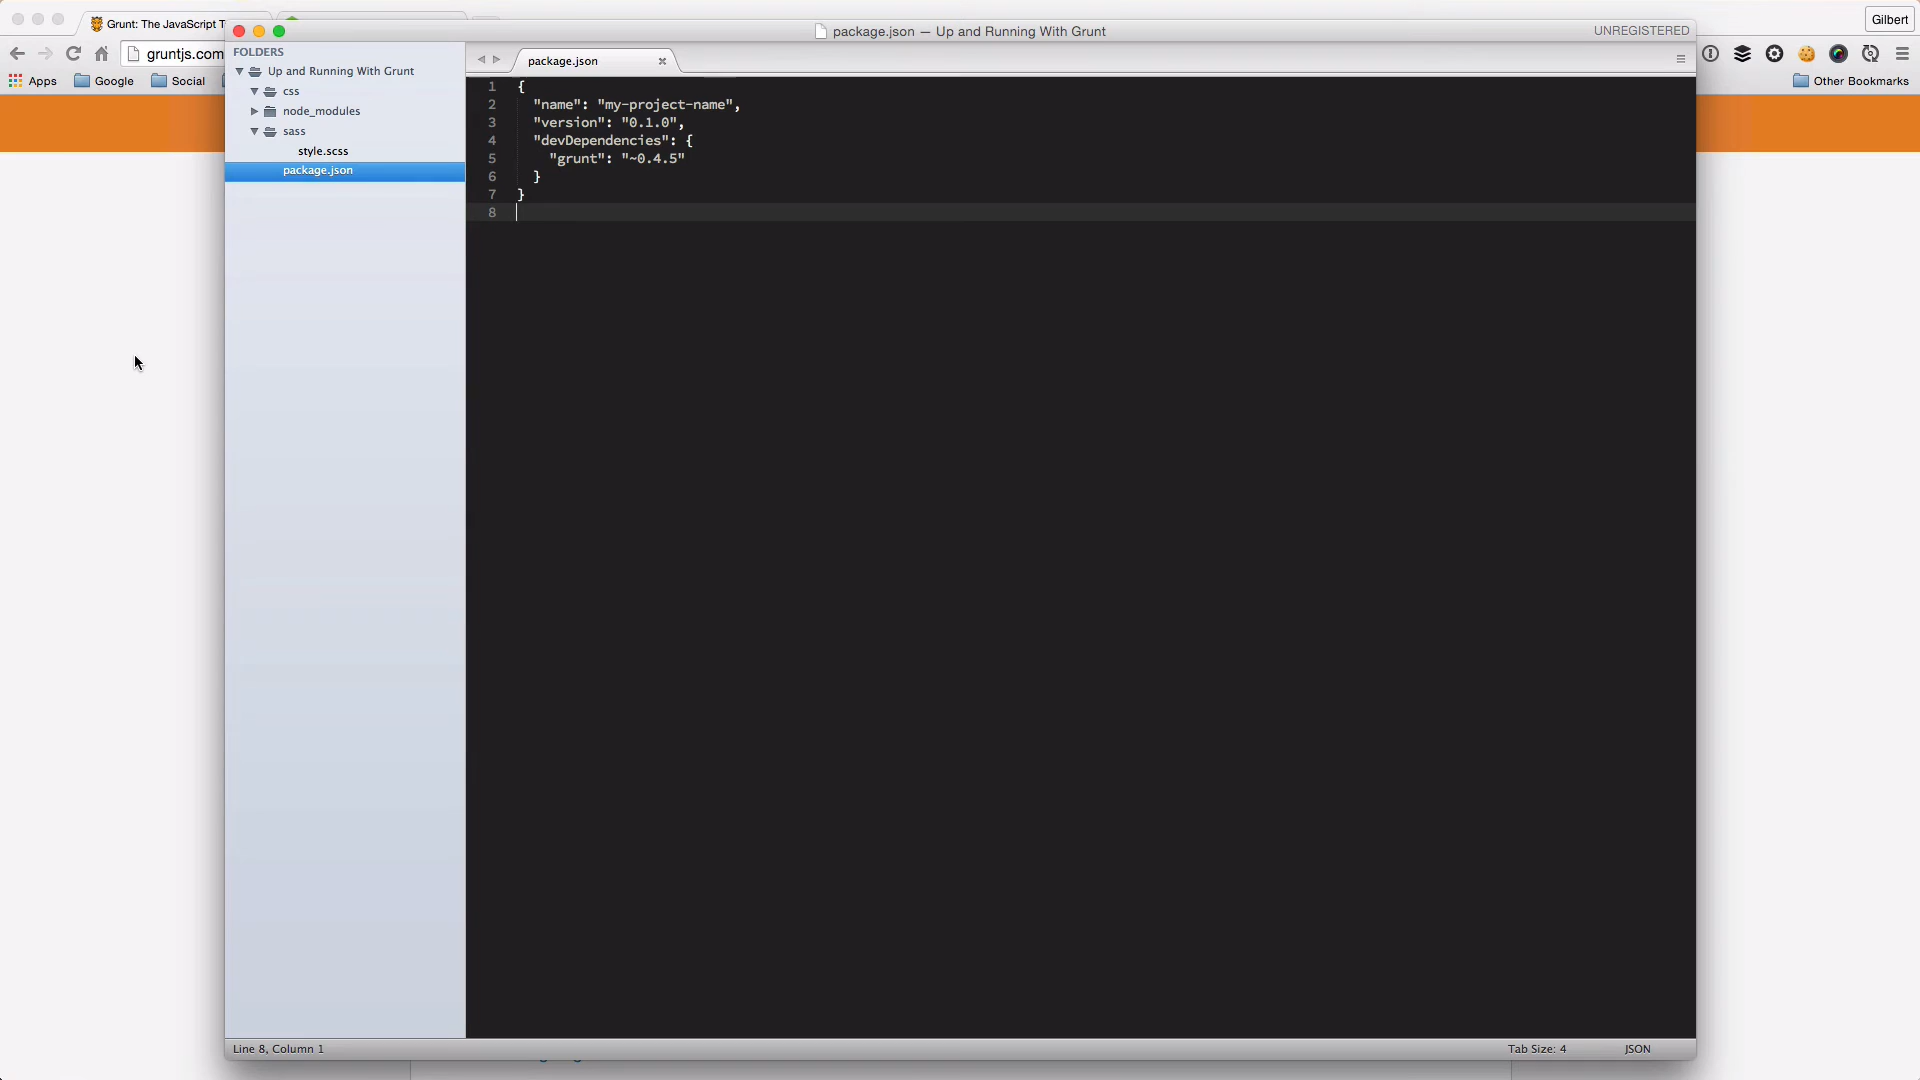 Grunt: The JavaScript T
Gilbert
gruntjs.com
Apps
Google
Social
Other Bookmarks
package.json — Up and Running With Grunt
UNREGISTERED
FOLDERS
Up and Running With Grunt
css
node_modules
sass
style.scss
package.json
package.json
1 {
2 "name": "my-project-name",
3 "version": "0.1.0",
4 "devDependencies": {
5 "grunt": "~0.4.5"
6 }
7 }
8
Line 8, Column 1
Tab Size: 4
JSON